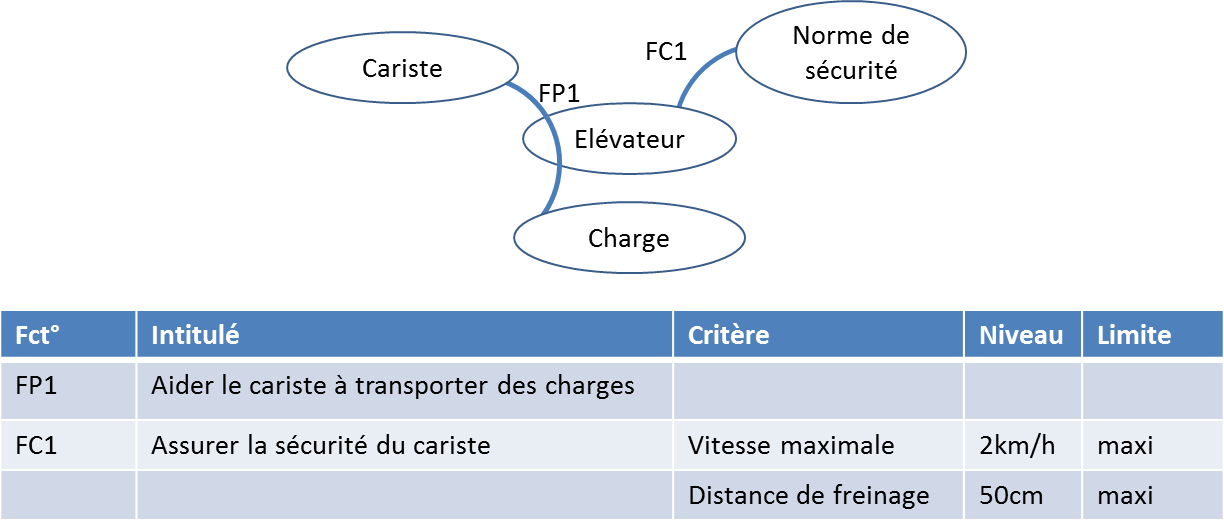 Cariste
FC1
Norme de
sécurité
FP1
Elévateur
Charge
Fct° Intitulé Critère Niveau Limite
FP1 Aider le cariste à transporter des charges
FC1 Assurer la sécurité du cariste Vitesse maximale 2km/h maxi
Distance de freinage 50cm maxi